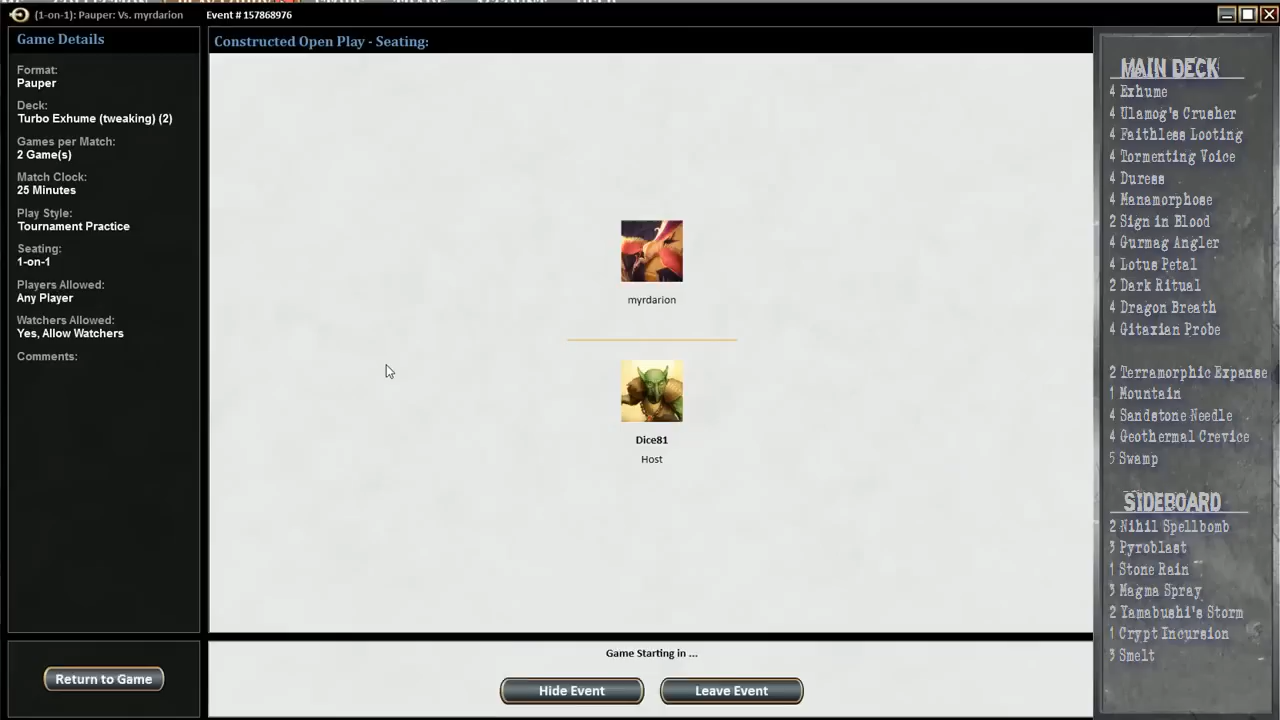 (1-on-1): Pauper: Vs. myrdarion Event # 157868976
Game Details
Format:
Pauper
Deck:
Turbo Exhume (tweaking) (2)
Games per Match:
2 Game(s)
Match Clock:
25 Minutes
Play Style:
Tournament Practice
Seating:
1-on-1
Players Allowed:
Any Player
Watchers Allowed:
Yes, Allow Watchers
Comments:
Return to Game
Constructed Open Play - Seating:
myrdarion
Dice81
Host
Game Starting in ...
Hide Event
Leave Event
MAIN DECK
4 Exhume
4 Ulamog's Crusher
4 Faithless Looting
4 Tormenting Voice
4 Duress
4 Manamorphose
2 Sign in Blood
4 Gurmag Angler
4 Lotus Petal
2 Dark Ritual
4 Dragon Breath
4 Gitaxian Probe
2 Terramorphic Expanse
1 Mountain
4 Sandstone Needle
4 Geothermal Crevice
5 Swamp
SIDEBOARD
2 Nihil Spellbomb
3 Pyroblast
1 Stone Rain
3 Magma Spray
2 Yamabushi's Storm
1 Crypt Incursion
3 Smelt